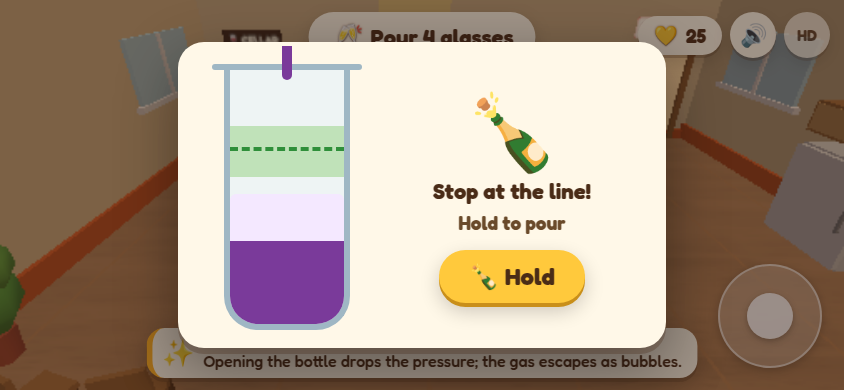 CELLAR
Pour 4 glasses
25
HD
Stop at the line!
Hold to pour
Hold
Opening the bottle drops the pressure; the gas escapes as bubbles.